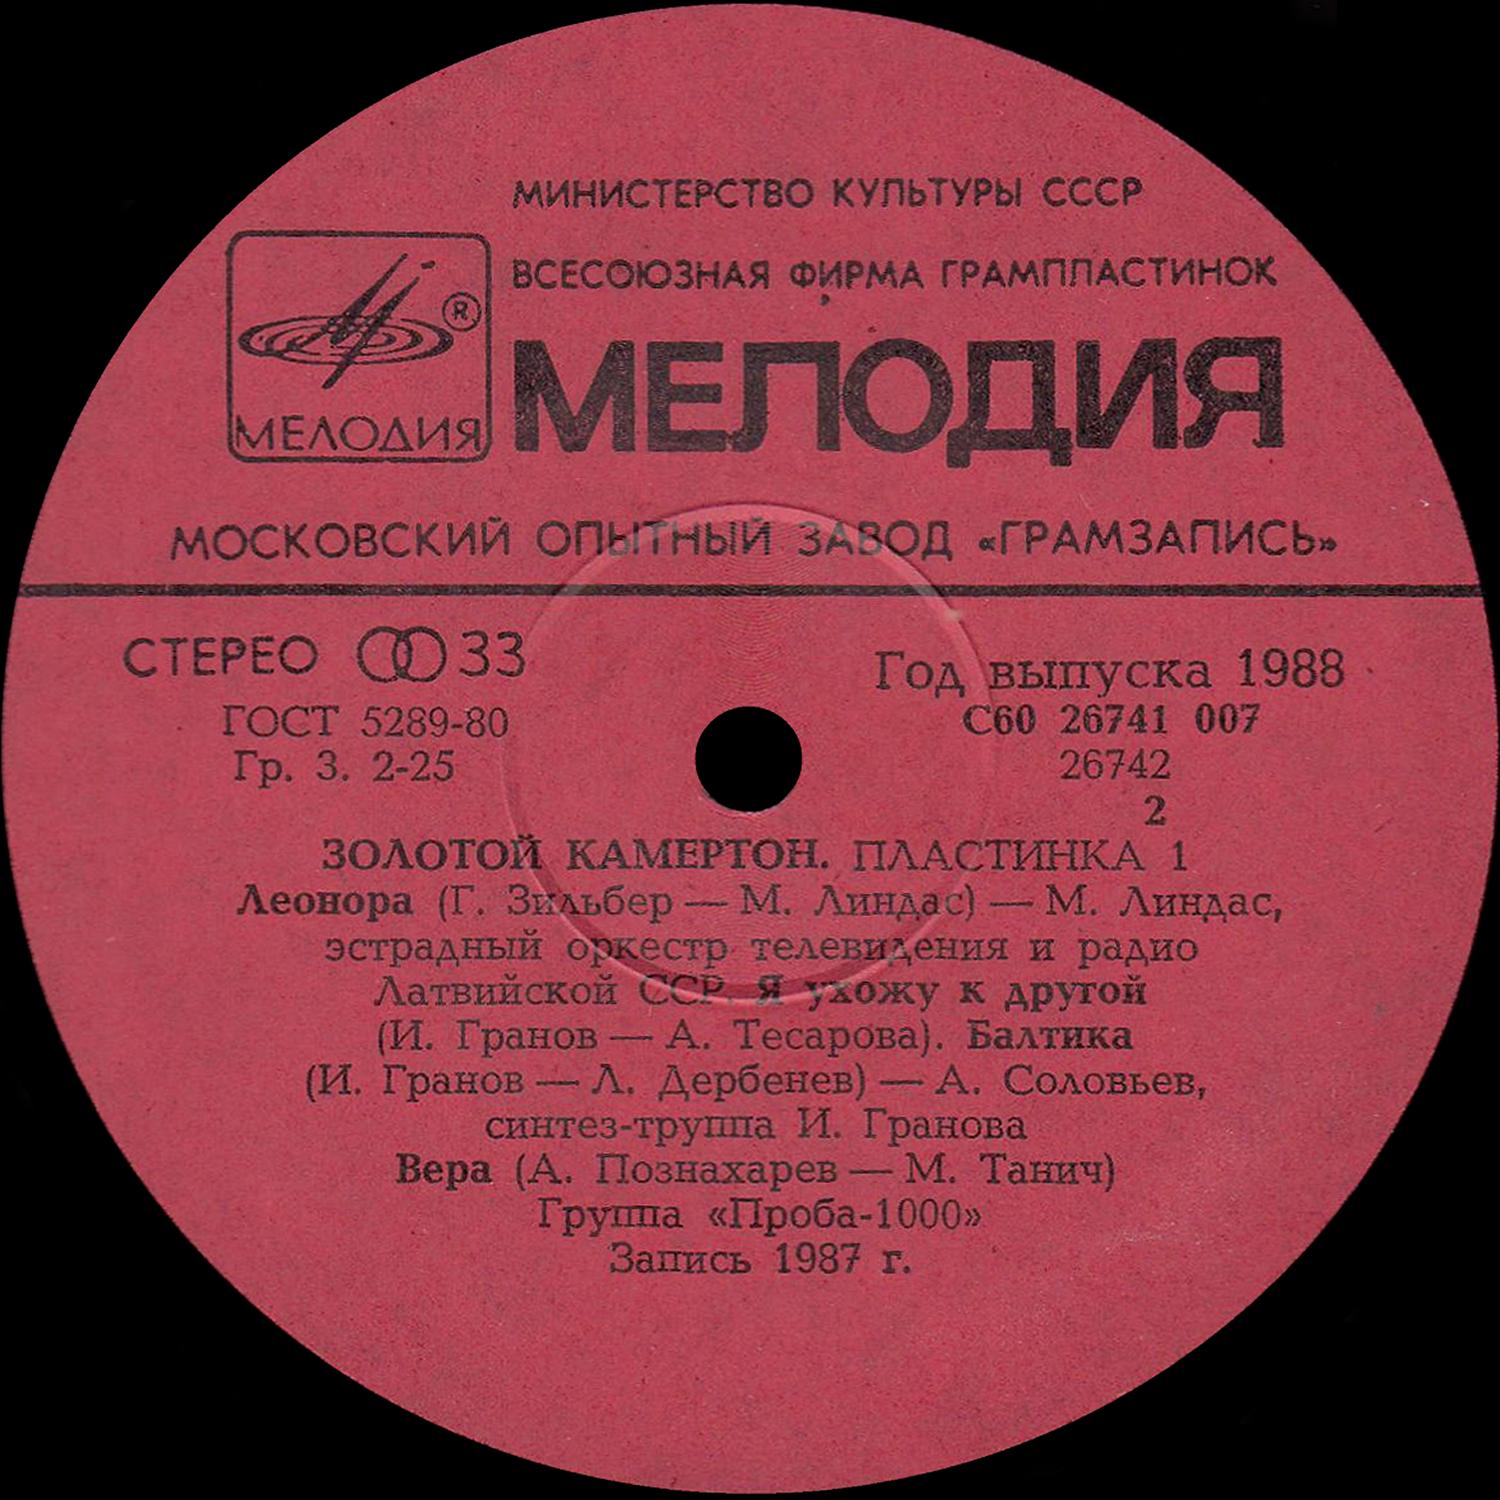 МИНИСТЕРСТВО КУЛЬТУРЫ СССР
ВСЕСОЮЗНАЯ ФИРМА ГРАМПЛАСТИНОК
® МЕЛОДИЯ
МЕЛОДИЯ
МОСКОВСКИЙ ОПЫТНЫЙ ЗАВОД «ГРАМЗАПИСЬ»
СТЕРЕО 33
Год выпуска 1988
ГОСТ 5289-80
С60 26741 007
Гр. 3. 2-25
26742
2
ЗОЛОТОЙ КАМЕРТОН. ПЛАСТИНКА 1
Леонора (Г. Зильбер — М. Линдас) — М. Линдас,
эстрадный оркестр телевидения и радио
Латвийской ССР. Я ухожу к другой
(И. Гранов — А. Тесарова). Балтика
(И. Гранов — Л. Дербенев) — А. Соловьев,
синтез-труппа И. Гранова
Вера (А. Познахарев — М. Танич)
Группа «Проба-1000»
Запись 1987 г.